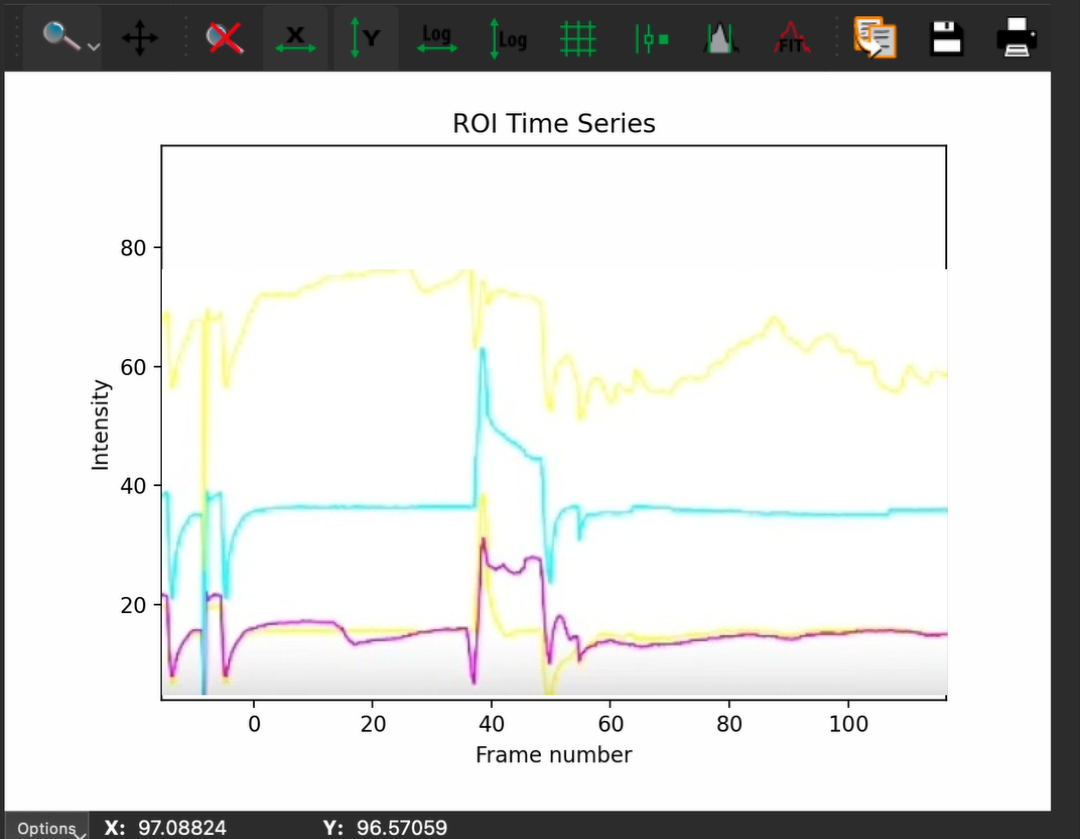 X
Y
Log
Log
FIT
ROI Time Series
Intensity
80
60
40
20
0
20
40
60
80
100
Frame number
Options
X: 97.08824
Y: 96.57059